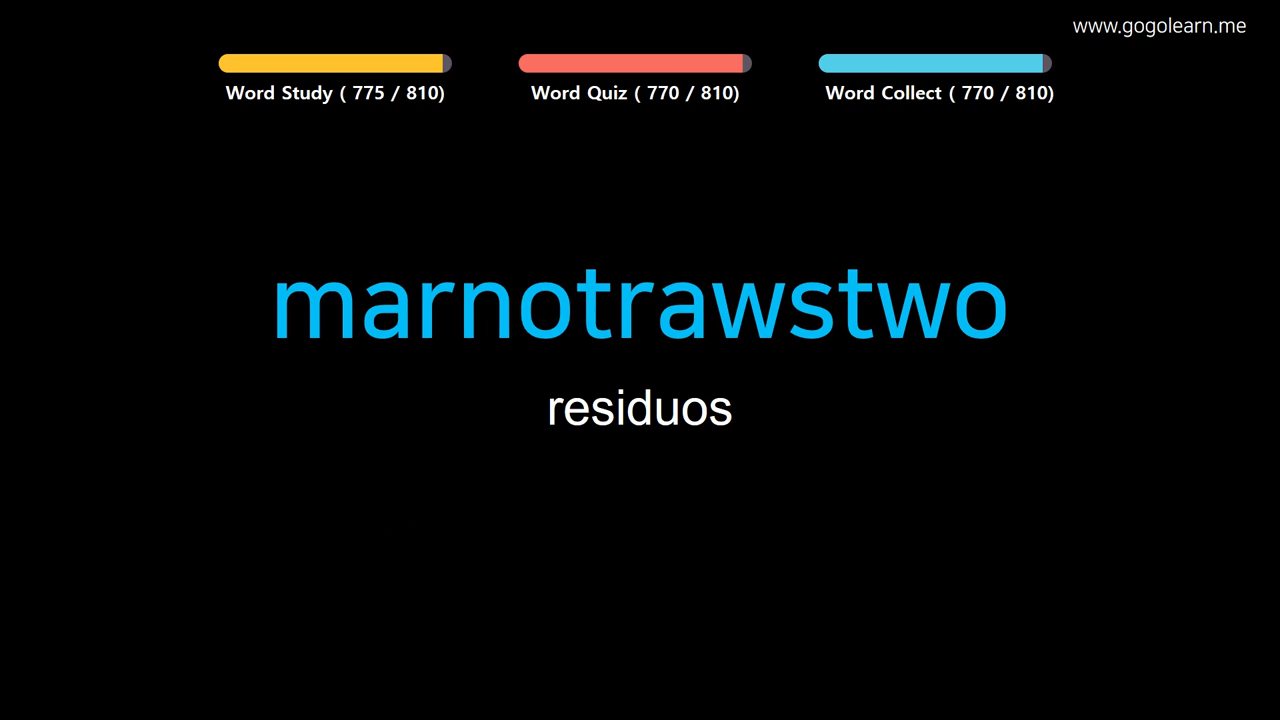 www.gogolearn.me
Word Study ( 775 / 810)
Word Quiz ( 770 / 810)
Word Collect ( 770 / 810)
marnotrawstwo
residuos